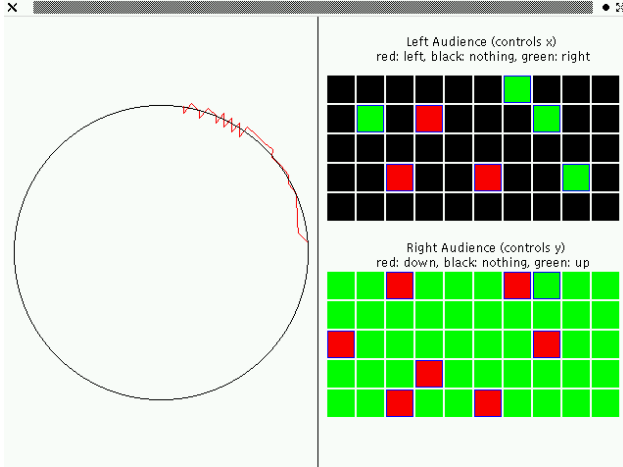 Left Audience (controls x)
red: left, black: nothing, green: right
Right Audience (controls y)
red: down, black: nothing, green: up